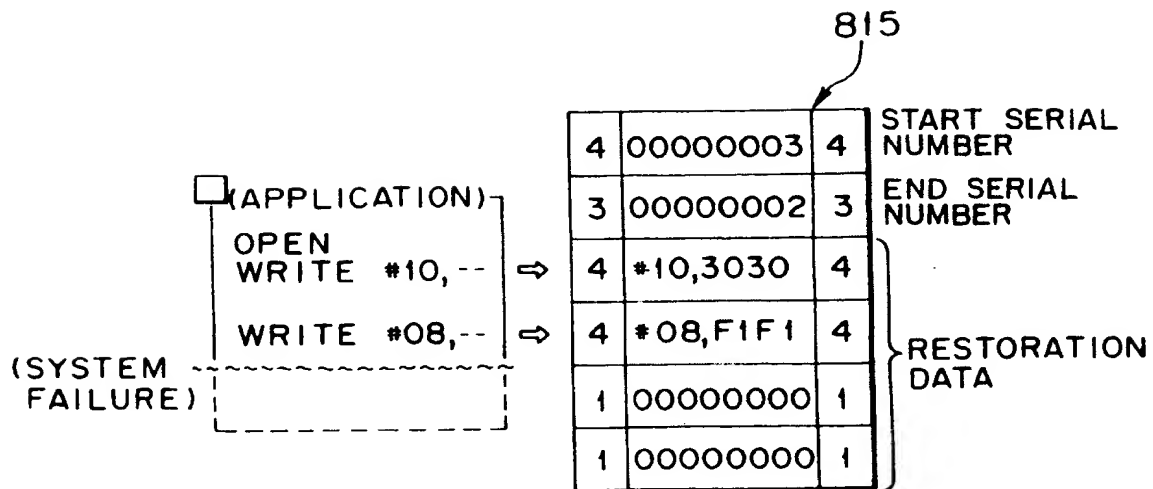 815
4 00000003 4 START SERIAL
NUMBER
3 00000002 3 END SERIAL
NUMBER
(APPLICATION)
OPEN
WRITE #10,-- ⇨ 4 #10,3030 4
WRITE #08,-- ⇨ 4 #08,F1F1 4
RESTORATION
DATA
(SYSTEM
FAILURE)
1 00000000 1
1 00000000 1